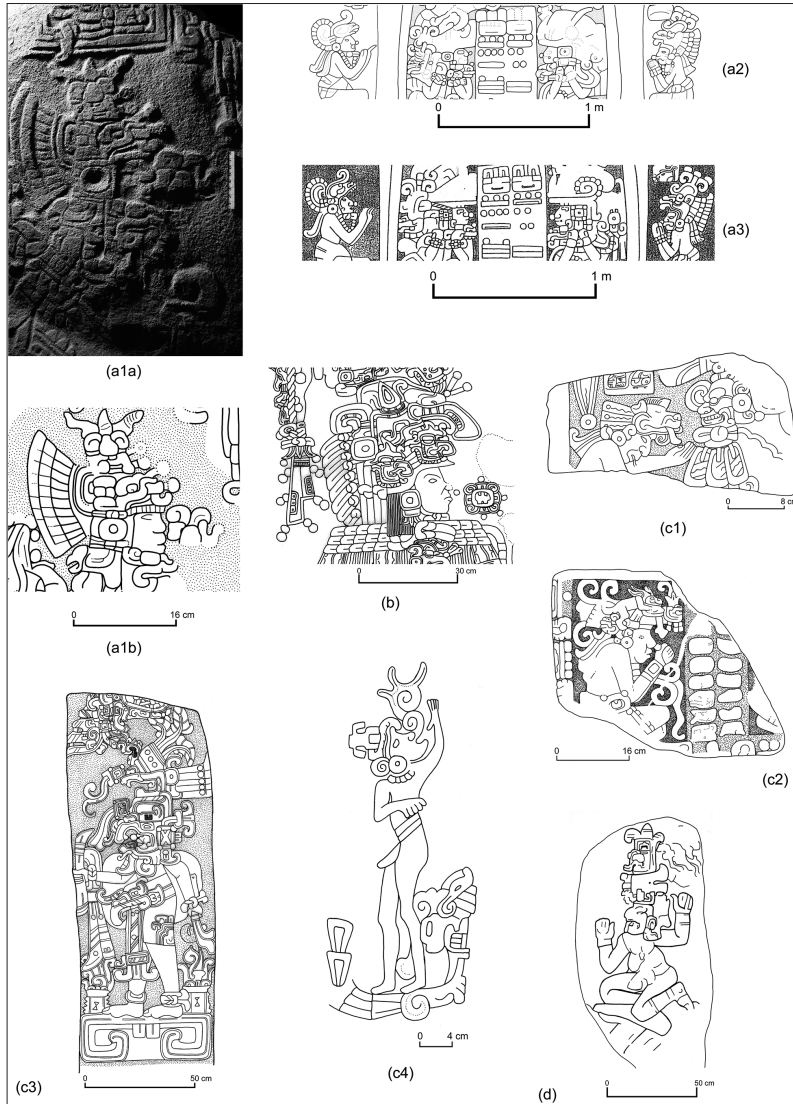 (a1a)
0 1 m
(a2)
0 1 m
(a3)
0 16 cm
(a1b)
0 30 cm
(b)
0 8 cm
(c1)
0 16 cm
(c2)
0 50 cm
(c3)
0 4 cm
(c4)
0 50 cm
(d)